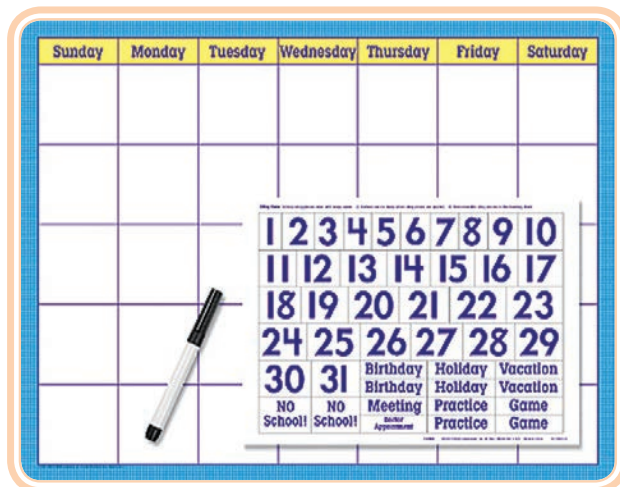 Sunday Monday Tuesday Wednesday Thursday Friday Saturday
1 2 3 4 5 6 7 8 9 10
11 12 13 14 15 16 17
18 19 20 21 22 23
24 25 26 27 28 29
30 31
Birthday Holiday Vacation
Birthday Holiday Vacation
NO School! NO School!
Meeting Practice Game
Doctor Appointment
Practice Game